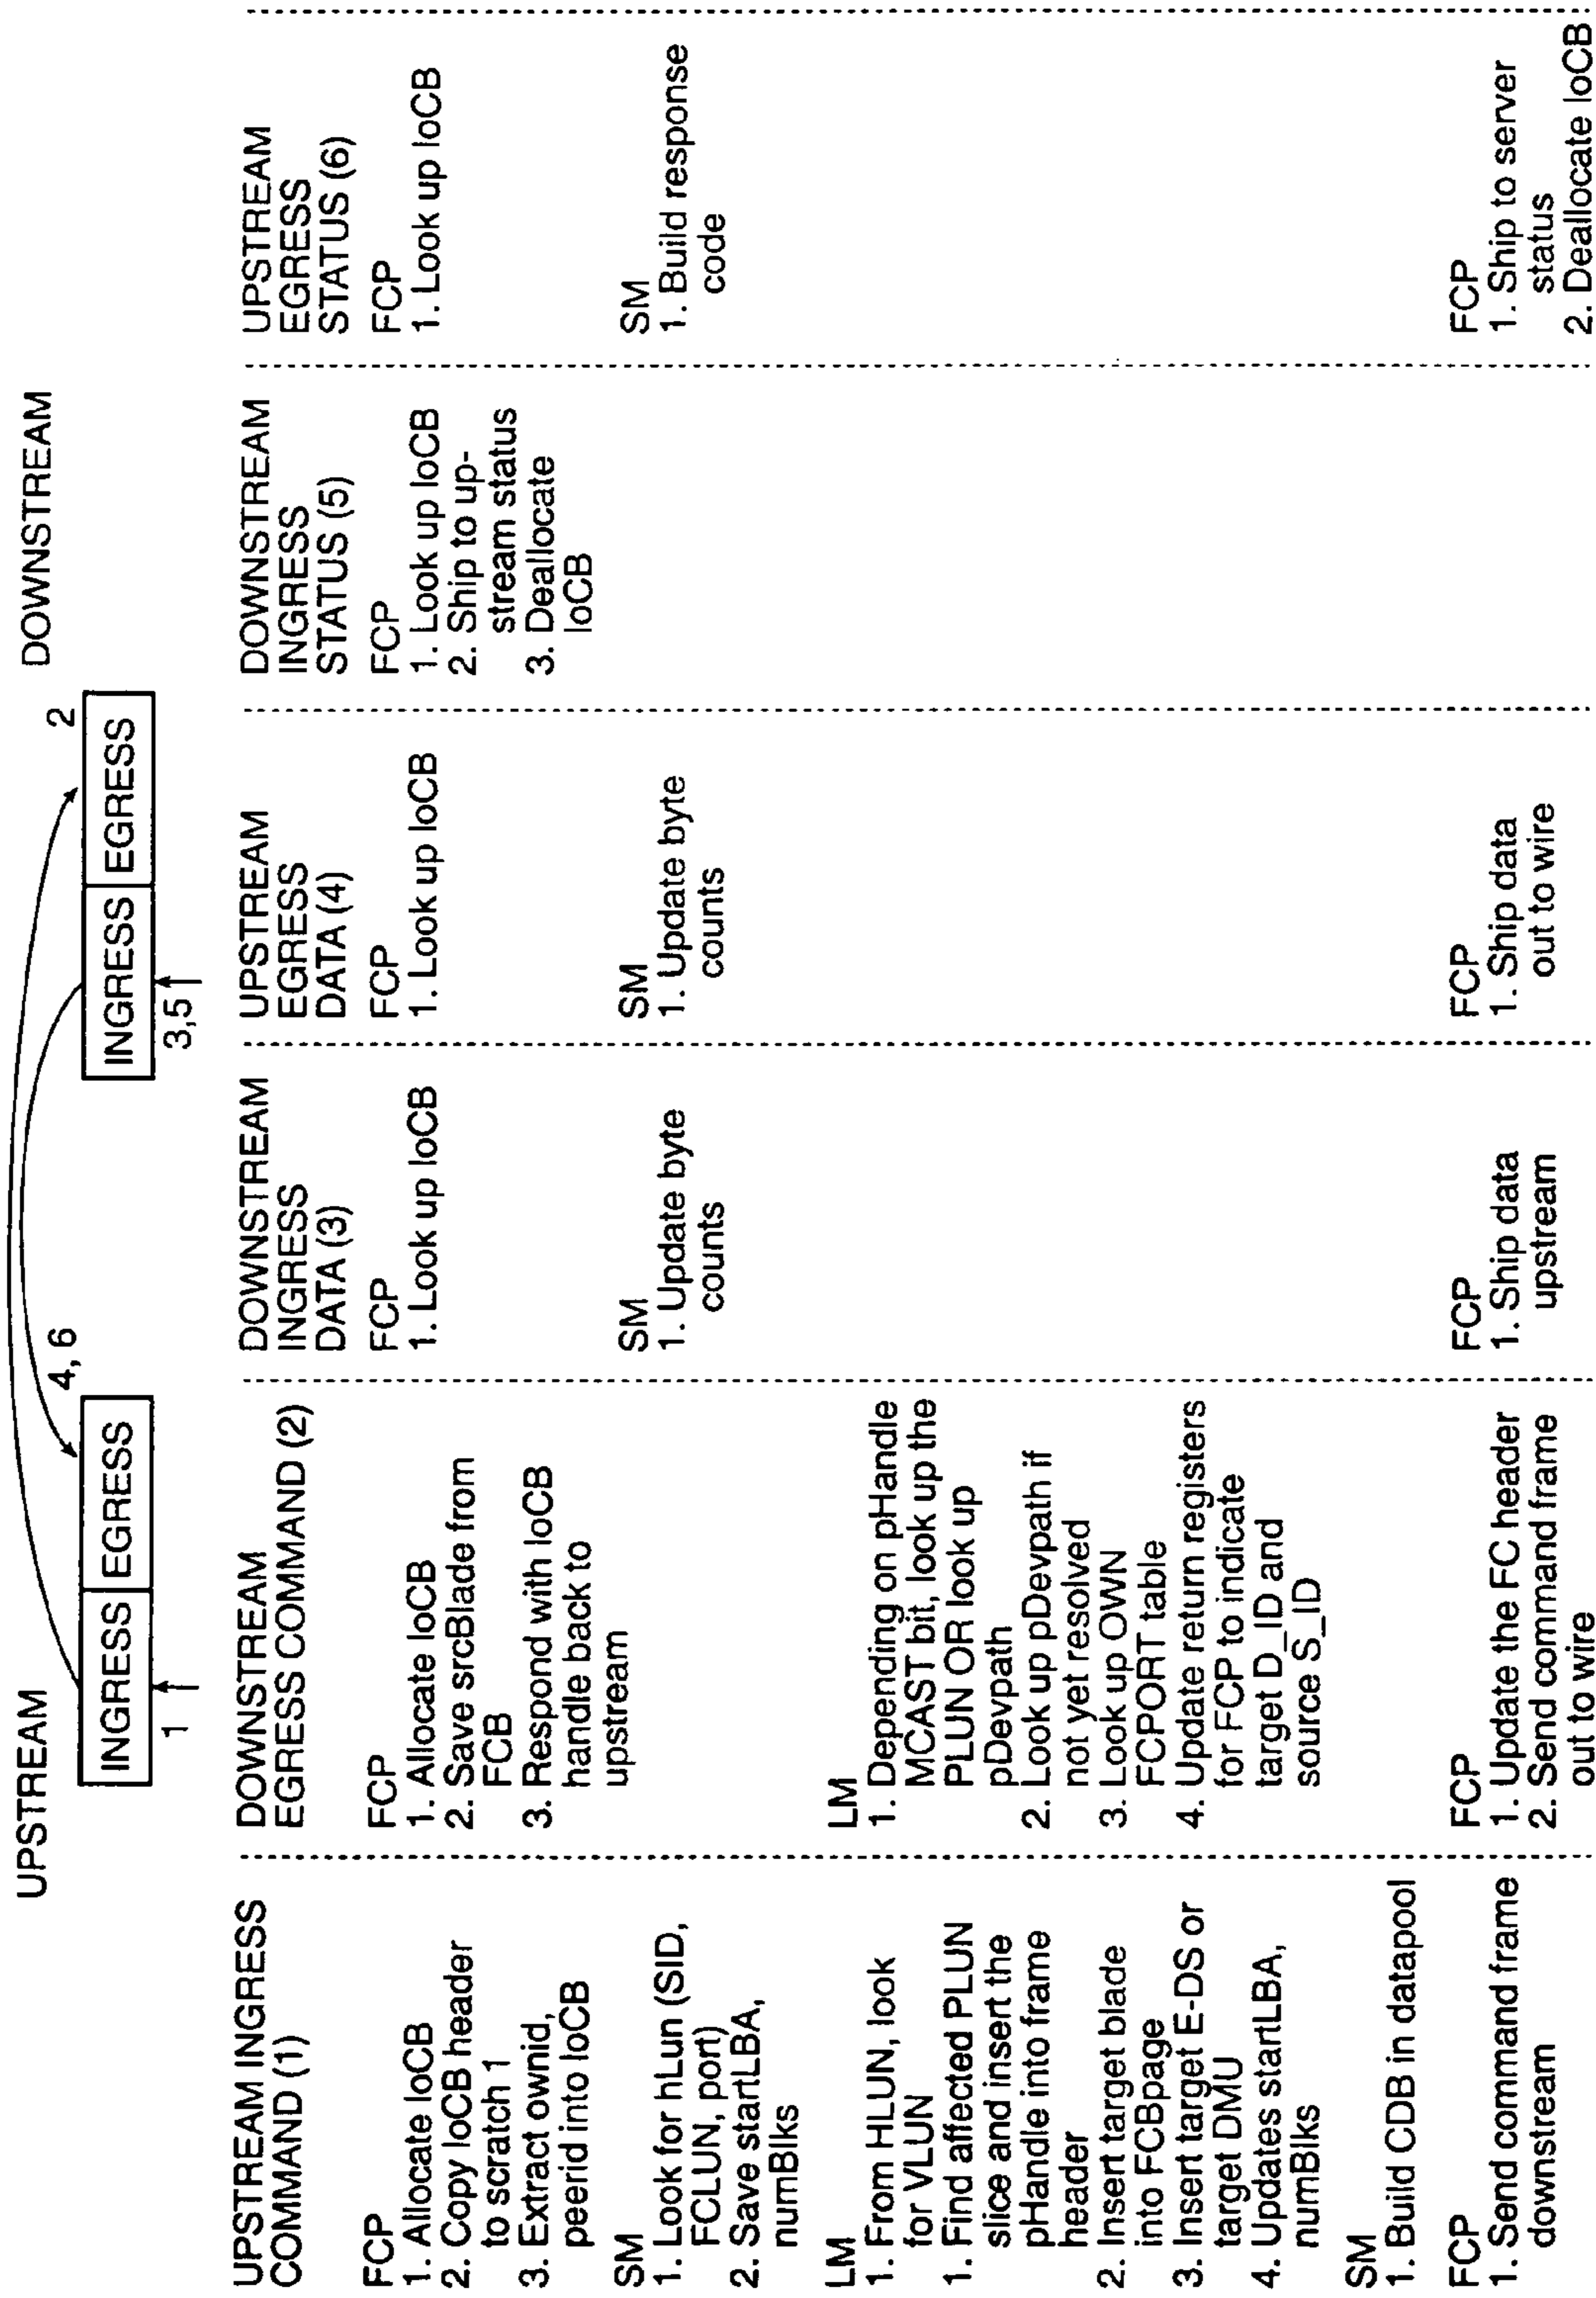 UPSTREAM
DOWNSTREAM
INGRESS
EGRESS
1
4, 6
INGRESS
EGRESS
3,5
2
UPSTREAM INGRESS
COMMAND (1)
FCP
1. Allocate IoCB
2. Copy IoCB header
to scratch 1
3. Extract ownid,
peerid into IoCB
SM
1. Look for hLun (SID,
FCLUN, port)
2. Save startLBA,
numBlks
LM
1. From HLUN, look
for VLUN
1. Find affected PLUN
slice and insert the
pHandle into frame
header
2. Insert target blade
into FCBpage
3. Insert target E-DS or
target DMU
4. Updates startLBA,
numBlks
SM
1. Build CDB in datapool
FCP
1. Send command frame
downstream
DOWNSTREAM
EGRESS COMMAND (2)
FCP
1. Allocate IoCB
2. Save srcBlade from
FCB
3. Respond with IoCB
handle back to
upstream
LM
1. Depending on pHandle
MCAST bit, look up the
PLUN OR look up
pDevpath
2. Look up pDevpath if
not yet resolved
3. Look up OWN
FCPORT table
4. Update return registers
for FCP to indicate
target D_ID and
source S_ID
FCP
1. Update the FC header
2. Send command frame
out to wire
DOWNSTREAM
INGRESS
DATA (3)
FCP
1. Look up IoCB
SM
1. Update byte
counts
FCP
1. Ship data
upstream
UPSTREAM
EGRESS
DATA (4)
FCP
1. Look up IoCB
SM
1. Update byte
counts
FCP
1. Ship data
out to wire
DOWNSTREAM
INGRESS
STATUS (5)
FCP
1. Look up IoCB
2. Ship to up-
stream status
3. Deallocate
IoCB
UPSTREAM
EGRESS
STATUS (6)
FCP
1. Look up IoCB
SM
1. Build response
code
FCP
1. Ship to server
status
2. Deallocate IoCB